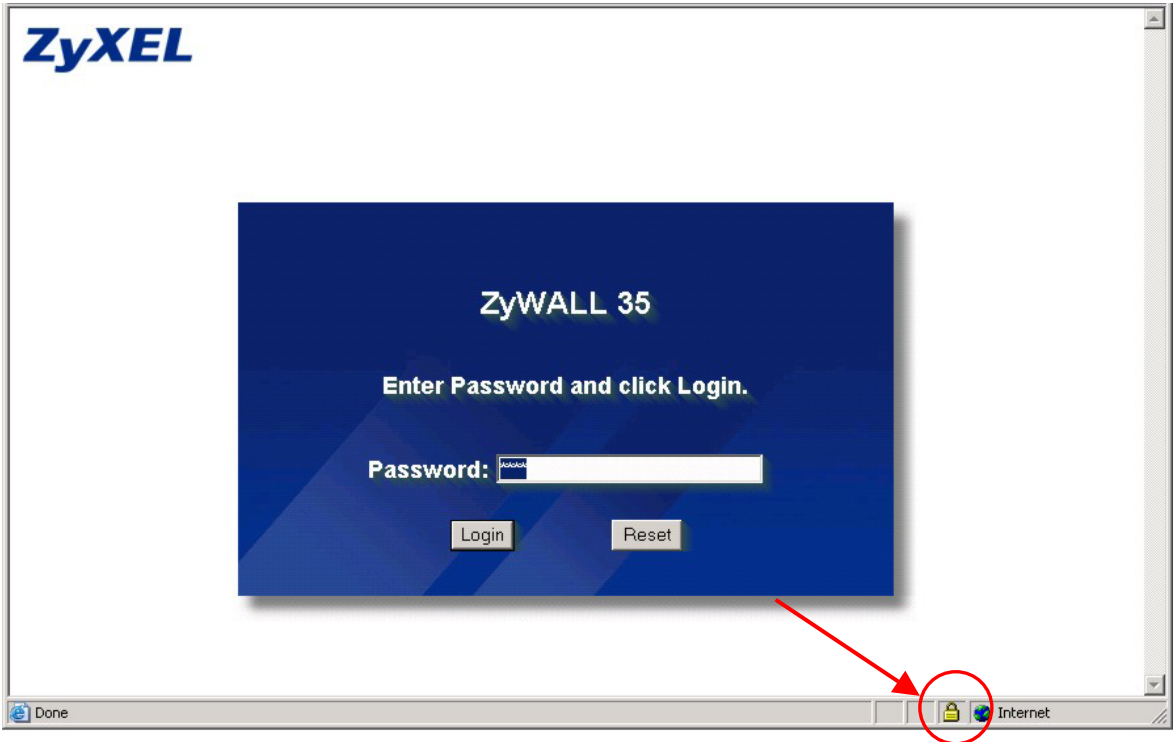 ZyXEL
ZyWALL 35
Enter Password and click Login.
Password: ****
Login Reset
Done Internet